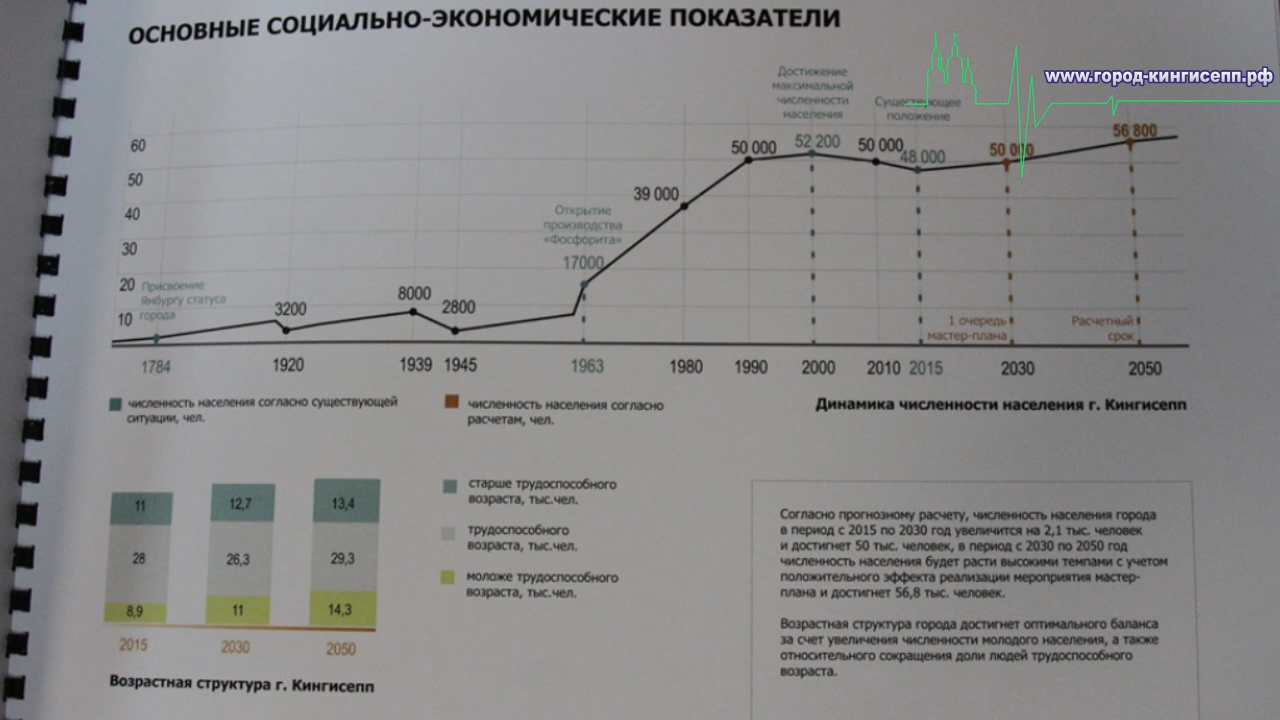 ОСНОВНЫЕ СОЦИАЛЬНО-ЭКОНОМИЧЕСКИЕ ПОКАЗАТЕЛИ
www.город-кингисепп.рф
Достижение
максимальной
численности
населения
Существующее
положение
60
50
40
30
20
10
Присвоение
Ямбургу статуса
города
3200
8000
2800
Открытие
производства
«Фосфорита»
17000
39 000
50 000
52 200
50 000
48 000
50 000
56 800
1 очередь
мастер-плана
Расчетный
срок
1784
1920
1939
1945
1963
1980
1990
2000
2010
2015
2030
2050
численность населения согласно существующей
ситуации, чел.
численность населения согласно
расчетам, чел.
Динамика численности населения г. Кингисепп
11
28
8,9
2015
12,7
26,3
11
2030
13,4
29,3
14,3
2050
Возрастная структура г. Кингисепп
старше трудоспособного
возраста, тыс.чел.
трудоспособного
возраста, тыс.чел.
моложе трудоспособного
возраста, тыс.чел.
Согласно прогнозному расчету, численность населения города
в период с 2015 по 2030 год увеличится на 2,1 тыс. человек
и достигнет 50 тыс. человек, в период с 2030 по 2050 год
численность населения будет расти высокими темпами с учетом
положительного эффекта реализации мероприятия мастер-
плана и достигнет 56,8 тыс. человек.
Возрастная структура города достигнет оптимального баланса
за счет увеличения численности молодого населения, а также
относительного сокращения доли людей трудоспособного
возраста.